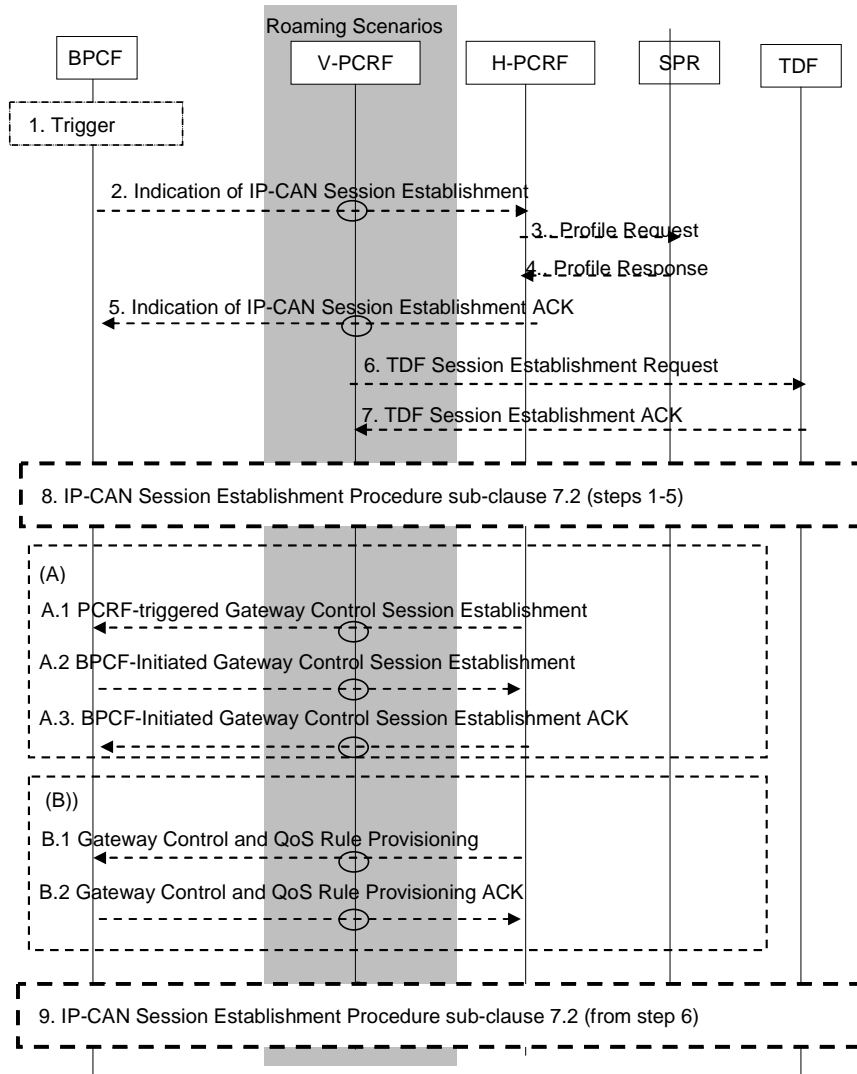 Roaming Scenarios
BPCF
V-PCRF
H-PCRF
SPR
TDF
1. Trigger
2. Indication of IP-CAN Session Establishment
3.. Profile Request
4.. Profile Response
5. Indication of IP-CAN Session Establishment ACK
6. TDF Session Establishment Request
7. TDF Session Establishment ACK
8. IP-CAN Session Establishment Procedure sub-clause 7.2 (steps 1-5)
(A)
A.1 PCRF-triggered Gateway Control Session Establishment
A.2 BPCF-Initiated Gateway Control Session Establishment
A.3. BPCF-Initiated Gateway Control Session Establishment ACK
(B))
B.1 Gateway Control and QoS Rule Provisioning
B.2 Gateway Control and QoS Rule Provisioning ACK
9. IP-CAN Session Establishment Procedure sub-clause 7.2 (from step 6)